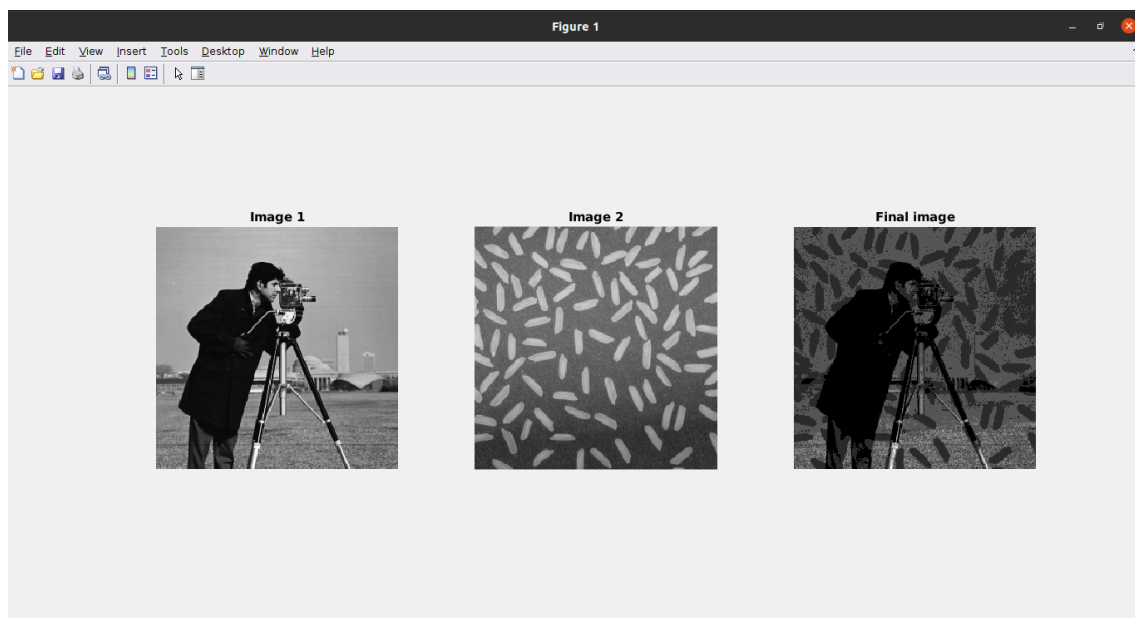 Figure 1
File Edit View Insert Tools Desktop Window Help
Image 1 Image 2 Final image